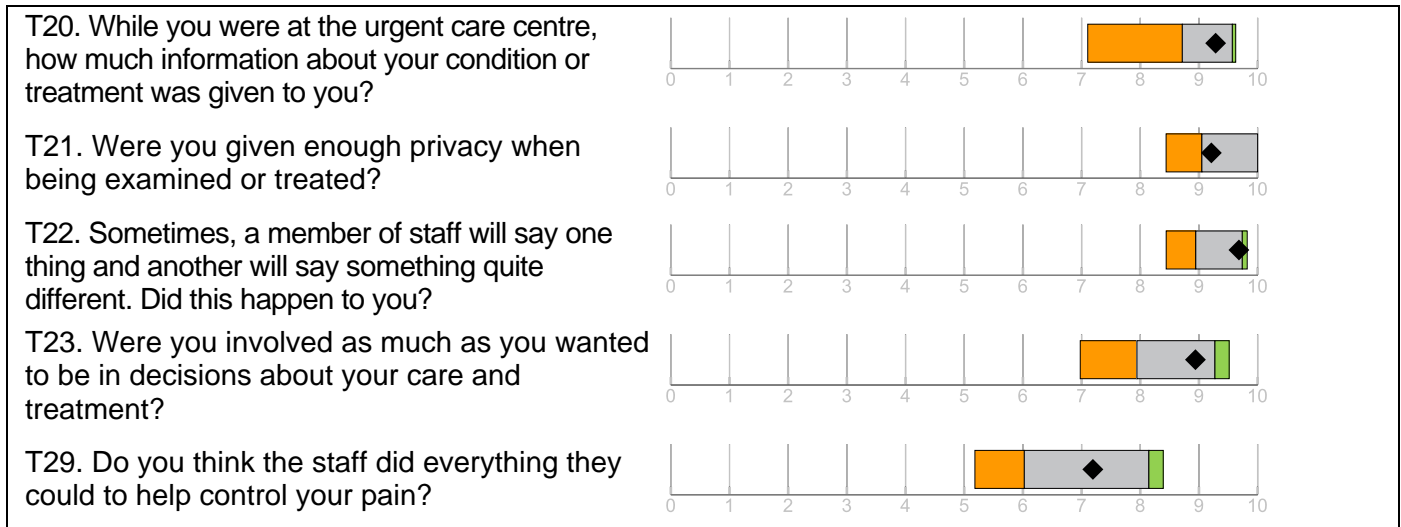 T20. While you were at the urgent care centre,
how much information about your condition or
treatment was given to you?
0 1 2 3 4 5 6 7 8 9 10
T21. Were you given enough privacy when
being examined or treated?
0 1 2 3 4 5 6 7 8 9 10
T22. Sometimes, a member of staff will say one
thing and another will say something quite
different. Did this happen to you?
0 1 2 3 4 5 6 7 8 9 10
T23. Were you involved as much as you wanted
to be in decisions about your care and
treatment?
0 1 2 3 4 5 6 7 8 9 10
T29. Do you think the staff did everything they
could to help control your pain?
0 1 2 3 4 5 6 7 8 9 10